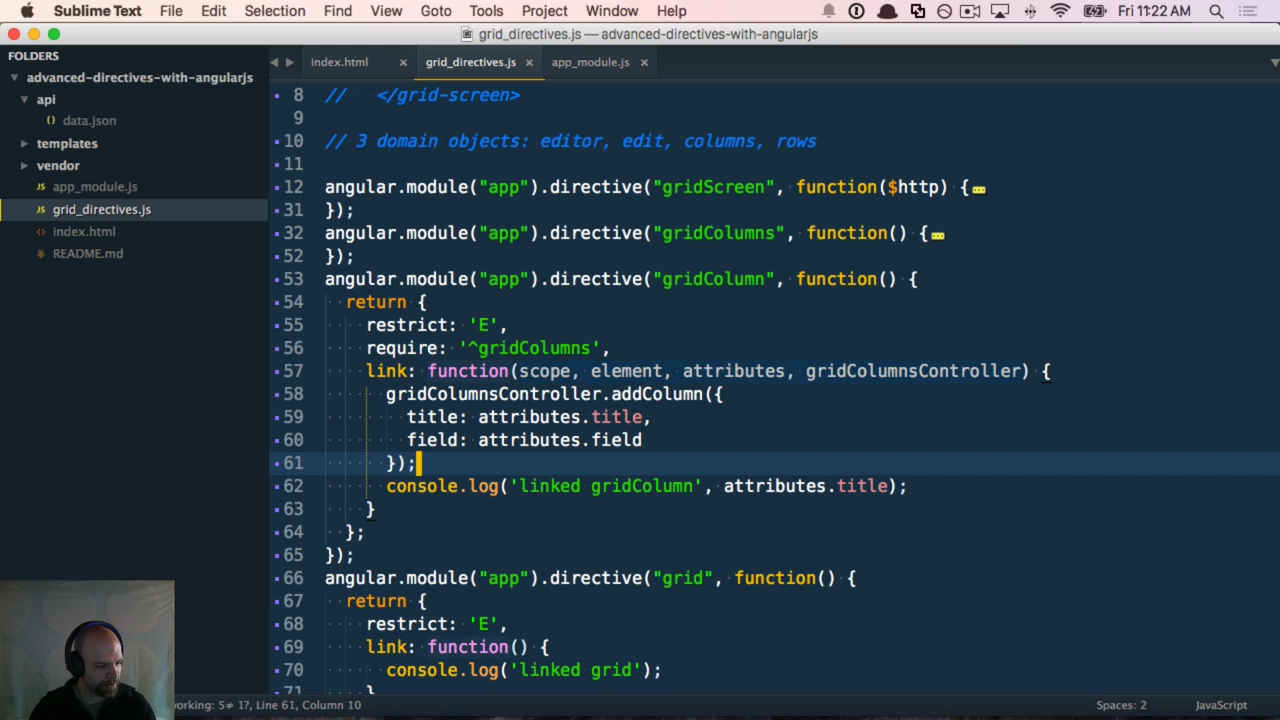 Sublime Text File Edit Selection Find View Goto Tools Project Window Help Fri 11:22 AM
grid_directives.js — advanced-directives-with-angularjs
FOLDERS
advanced-directives-with-angularjs
api
data.json
templates
vendor
app_module.js
grid_directives.js
index.html
README.md
index.html grid_directives.js app_module.js
8 //   </grid-screen>
9
10 // 3 domain objects: editor, edit, columns, rows
11
12 angular.module("app").directive("gridScreen", function($http) {
31 });
32 angular.module("app").directive("gridColumns", function() {
52 });
53 angular.module("app").directive("gridColumn", function() {
54   return {
55     restrict: 'E',
56     require: '^gridColumns',
57     link: function(scope, element, attributes, gridColumnsController) {
58       gridColumnsController.addColumn({
59         title: attributes.title,
60         field: attributes.field
61       });
62       console.log('linked gridColumn', attributes.title);
63     }
64   };
65 });
66 angular.module("app").directive("grid", function() {
67   return {
68     restrict: 'E',
69     link: function() {
70       console.log('linked grid');
71     }
orking: 5≠ 1?, Line 61, Column 10 Spaces: 2 JavaScript